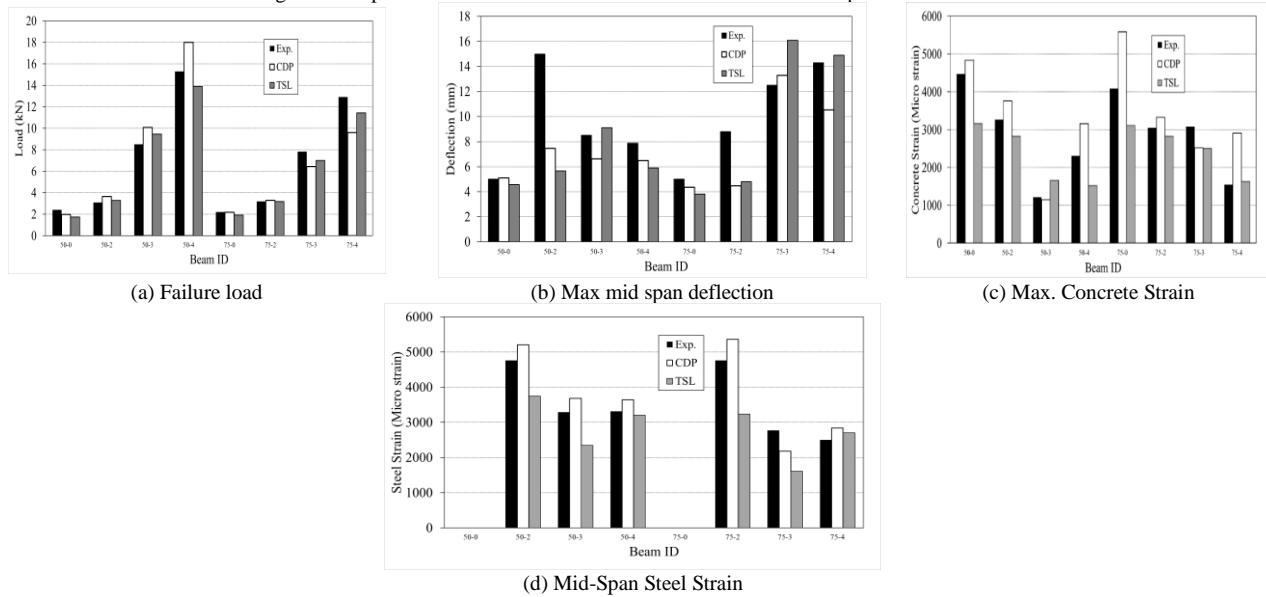 20
18
16
14
12
10
8
6
4
2
0
Load (kN)
Exp.
CDP
TSL
50-0 50-2 50-3 50-4 75-0 75-2 75-3 75-4
Beam ID
(a) Failure load
18
16
14
12
10
8
6
4
2
0
Deflection (mm)
Exp.
CDP
TSL
50-0 50-2 50-3 50-4 75-0 75-2 75-3 75-4
Beam ID
(b) Max mid span deflection
6000
5000
4000
3000
2000
1000
0
Concrete Strain (Micro strain)
Exp.
CDP
TSL
50-0 50-2 50-3 50-4 75-0 75-2 75-3 75-4
Beam ID
(c) Max. Concrete Strain
6000
5000
4000
3000
2000
1000
0
Steel Strain (Micro strain)
Exp.
CDP
TSL
50-0 50-2 50-3 50-4 75-0 75-2 75-3 75-4
Beam ID
(d) Mid-Span Steel Strain